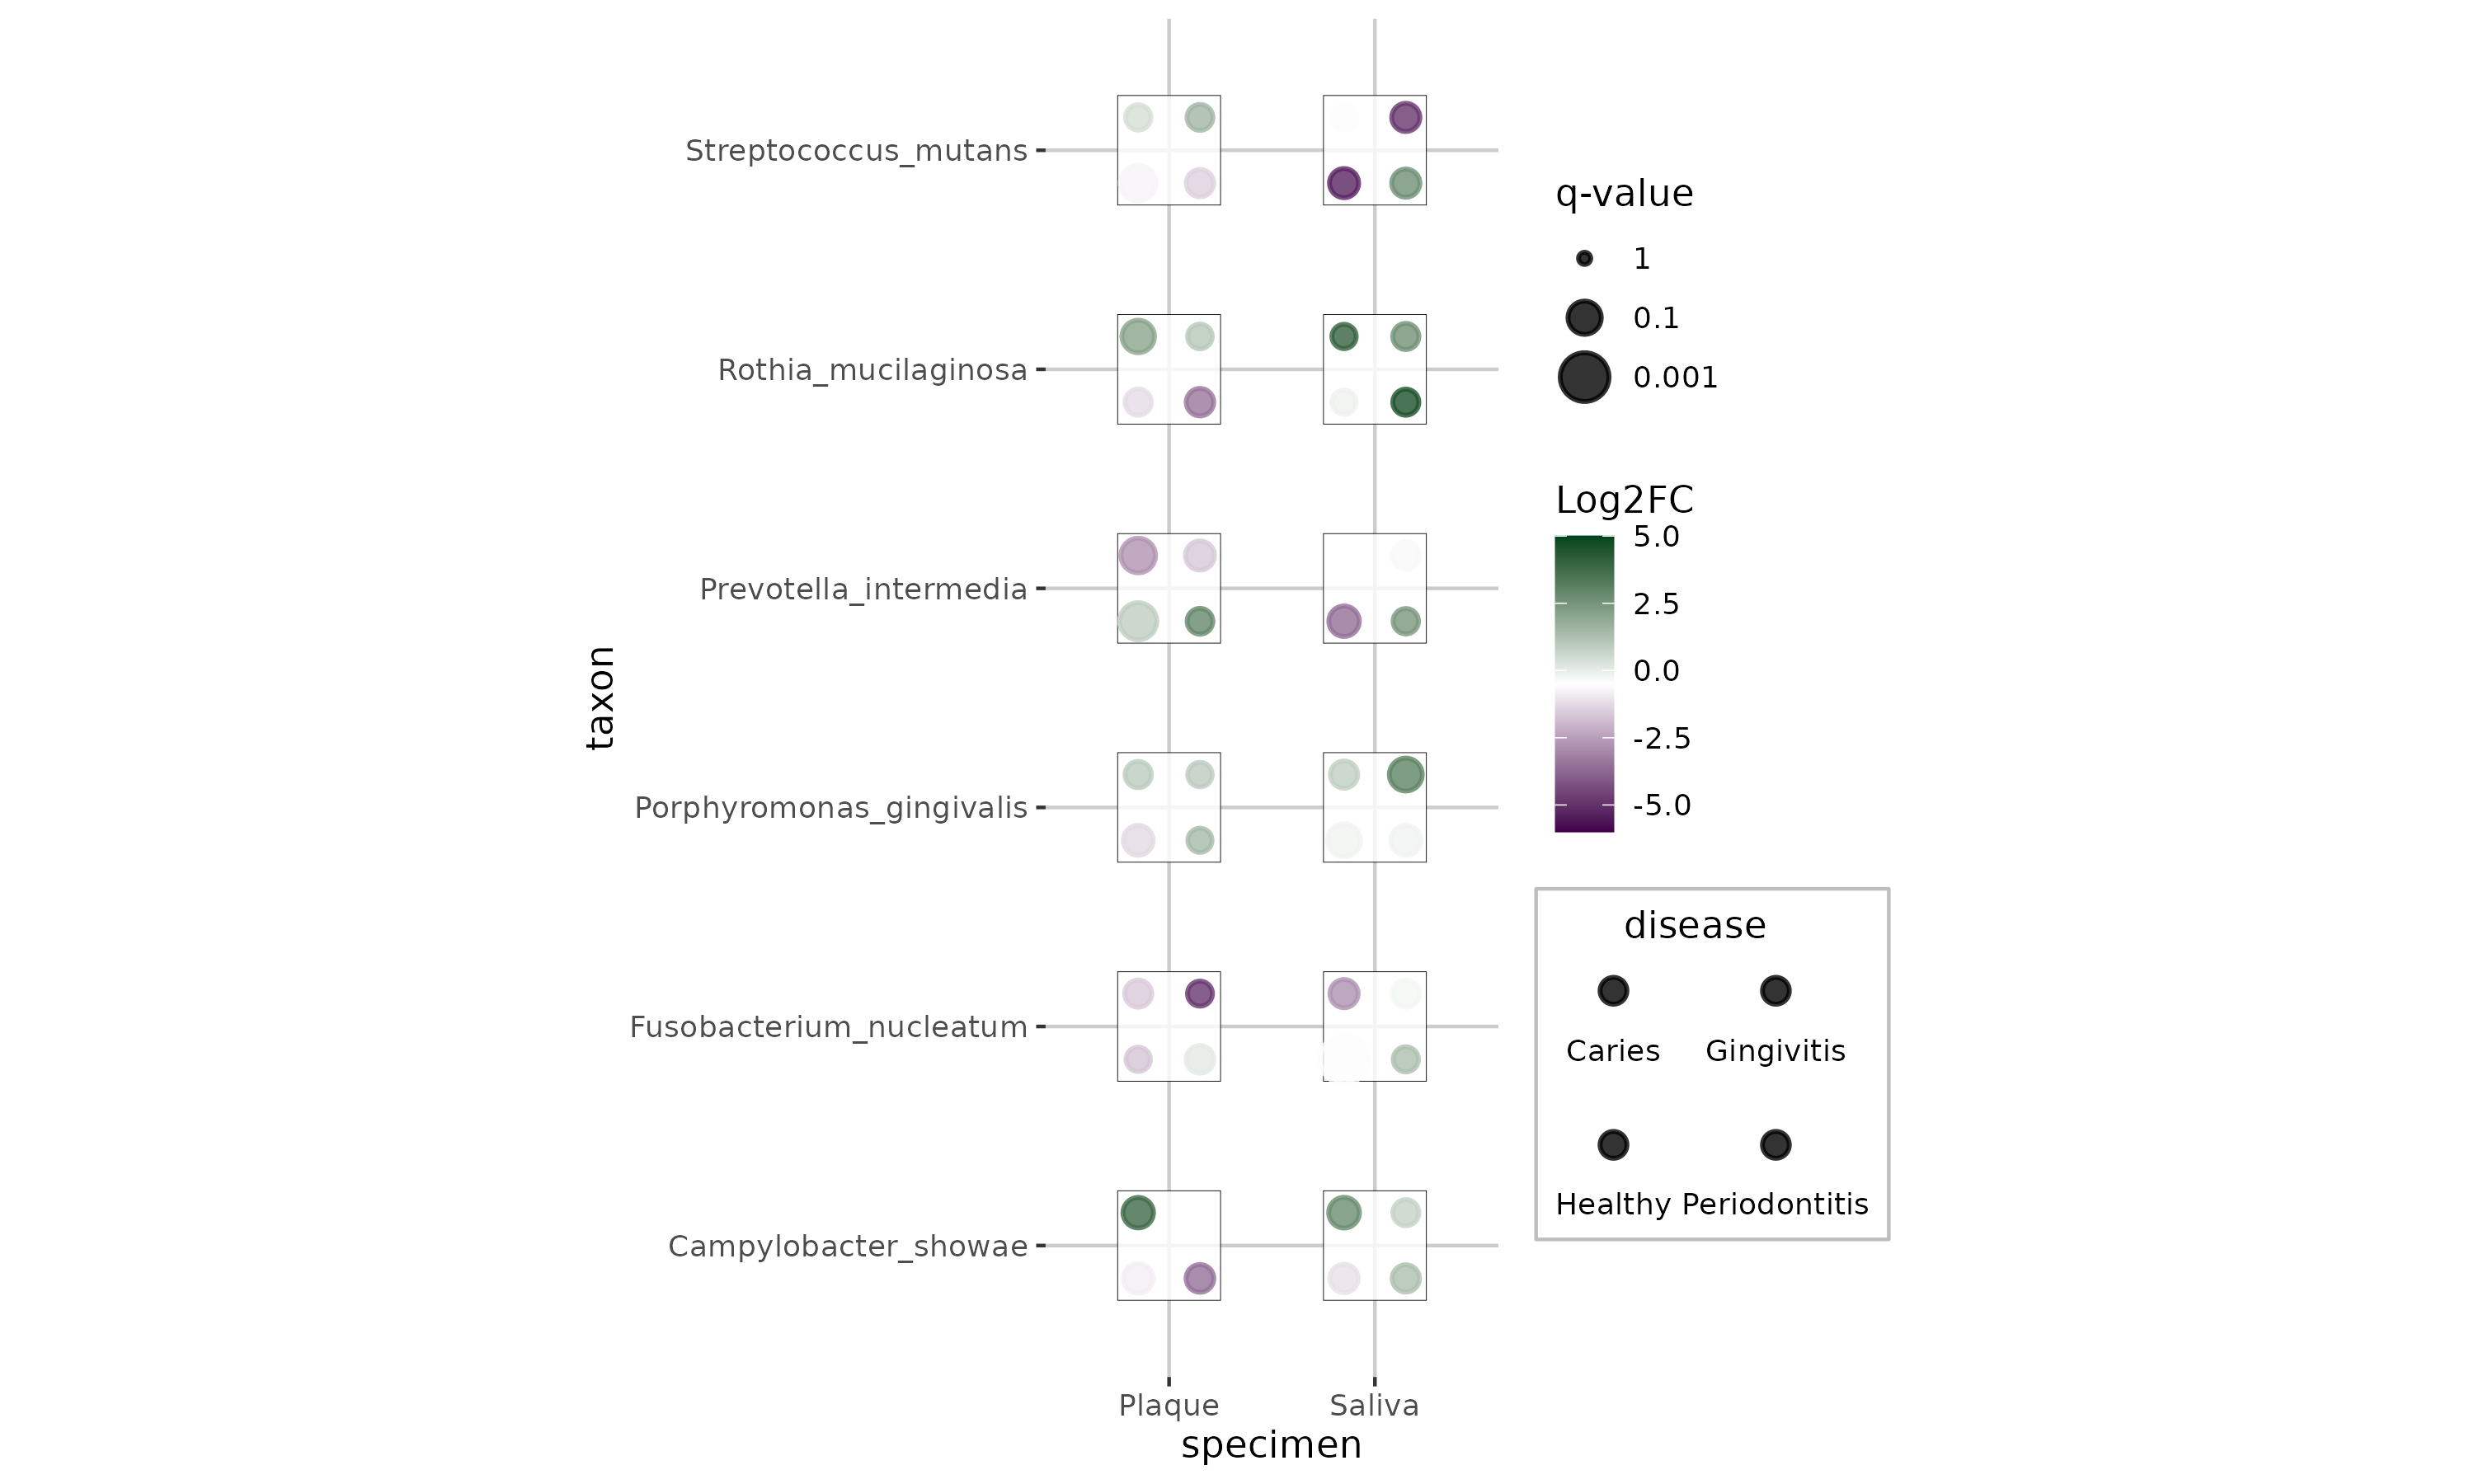 Streptococcus_mutans
Rothia_mucilaginosa
Prevotella_intermedia
Porphyromonas_gingivalis
Fusobacterium_nucleatum
Campylobacter_showae
taxon
Plaque
Saliva
specimen
q-value
1
0.1
0.001
Log2FC
5.0
2.5
0.0
-2.5
-5.0
disease
Caries
Gingivitis
Healthy
Periodontitis